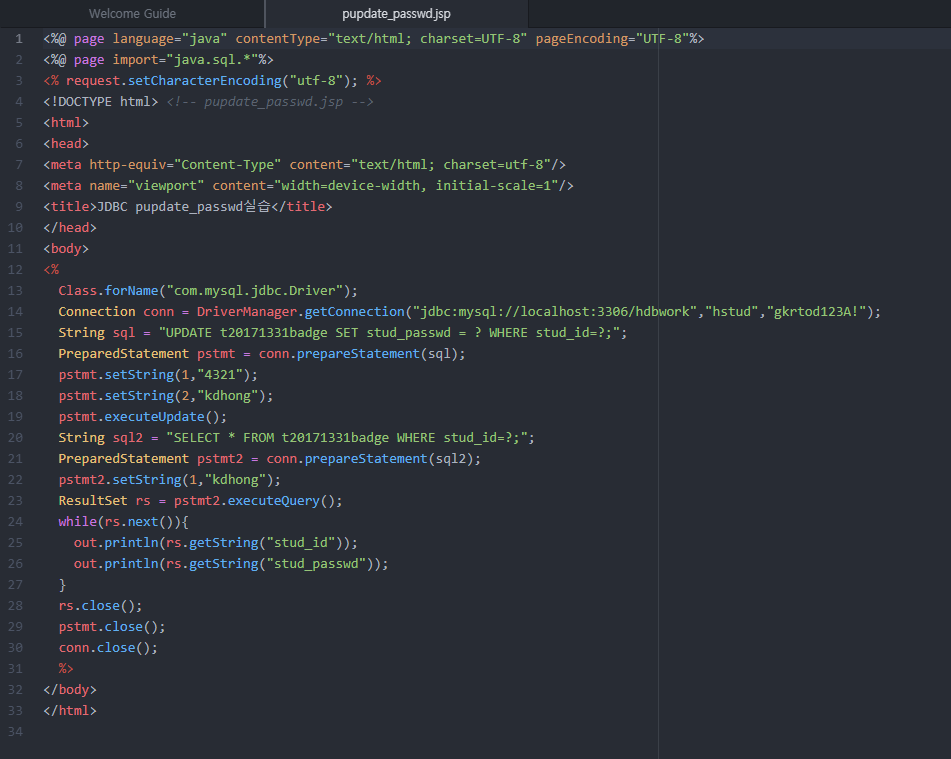 Welcome Guide
pupdate_passwd.jsp
1 <%@ page language="java" contentType="text/html; charset=UTF-8" pageEncoding="UTF-8"%>
2 <%@ page import="java.sql.*"%>
3 <% request.setCharacterEncoding("utf-8"); %>
4 <!DOCTYPE html> <!-- pupdate_passwd.jsp -->
5 <html>
6 <head>
7 <meta http-equiv="Content-Type" content="text/html; charset=utf-8"/>
8 <meta name="viewport" content="width=device-width, initial-scale=1"/>
9 <title>JDBC pupdate_passwd실습</title>
10 </head>
11 <body>
12 <%
13   Class.forName("com.mysql.jdbc.Driver");
14   Connection conn = DriverManager.getConnection("jdbc:mysql://localhost:3306/hdbwork","hstud","gkrtod123A!");
15   String sql = "UPDATE t20171331badge SET stud_passwd = ? WHERE stud_id=?;";
16   PreparedStatement pstmt = conn.prepareStatement(sql);
17   pstmt.setString(1,"4321");
18   pstmt.setString(2,"kdhong");
19   pstmt.executeUpdate();
20   String sql2 = "SELECT * FROM t20171331badge WHERE stud_id=?;";
21   PreparedStatement pstmt2 = conn.prepareStatement(sql2);
22   pstmt2.setString(1,"kdhong");
23   ResultSet rs = pstmt2.executeQuery();
24   while(rs.next()){
25     out.println(rs.getString("stud_id"));
26     out.println(rs.getString("stud_passwd"));
27   }
28   rs.close();
29   pstmt.close();
30   conn.close();
31   %>
32 </body>
33 </html>
34